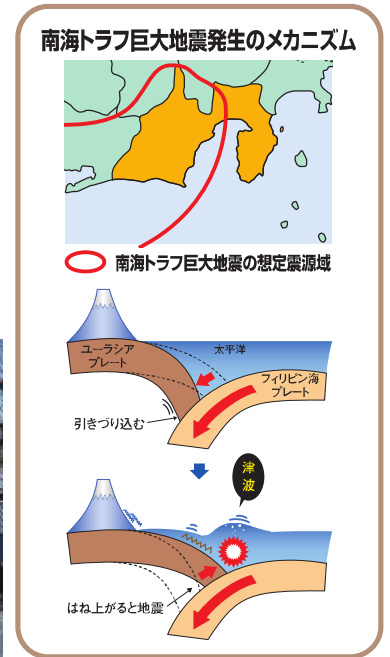 南海トラフ巨大地震発生のメカニズム
南海トラフ巨大地震の想定震源域
ユーラシア
プレート
太平洋
フィリピン海
プレート
引きづり込む
津
波
はね上がると地震